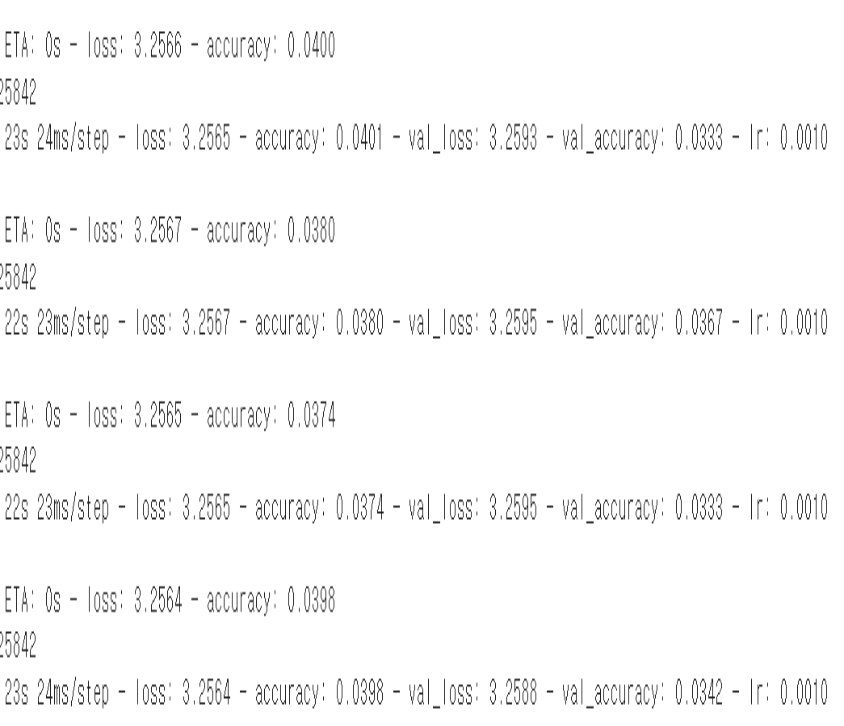 ETA: 0s - loss: 3.2566 - accuracy: 0.0400
25842
23s 24ms/step - loss: 3.2565 - accuracy: 0.0401 - val_loss: 3.2593 - val_accuracy: 0.0333 - lr: 0.0010
ETA: 0s - loss: 3.2567 - accuracy: 0.0380
25842
22s 23ms/step - loss: 3.2567 - accuracy: 0.0380 - val_loss: 3.2595 - val_accuracy: 0.0367 - lr: 0.0010
ETA: 0s - loss: 3.2565 - accuracy: 0.0374
25842
22s 23ms/step - loss: 3.2565 - accuracy: 0.0374 - val_loss: 3.2595 - val_accuracy: 0.0333 - lr: 0.0010
ETA: 0s - loss: 3.2564 - accuracy: 0.0398
25842
23s 24ms/step - loss: 3.2564 - accuracy: 0.0398 - val_loss: 3.2588 - val_accuracy: 0.0342 - lr: 0.0010